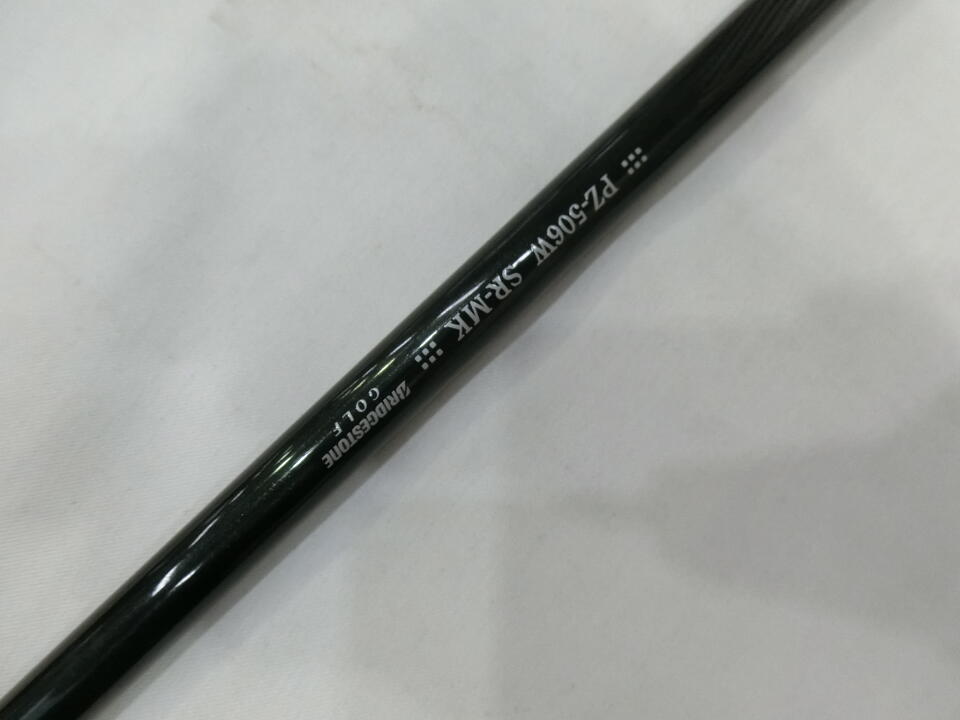 PZ-506W SR-MK
BRIDGESTONE
GOLF